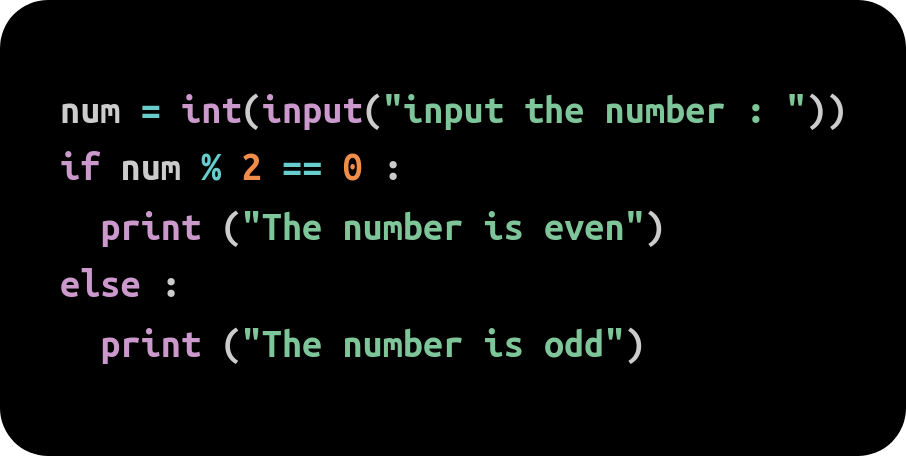 num = int(input("input the number : "))
if num % 2 == 0 :
  print ("The number is even")
else :
  print ("The number is odd")